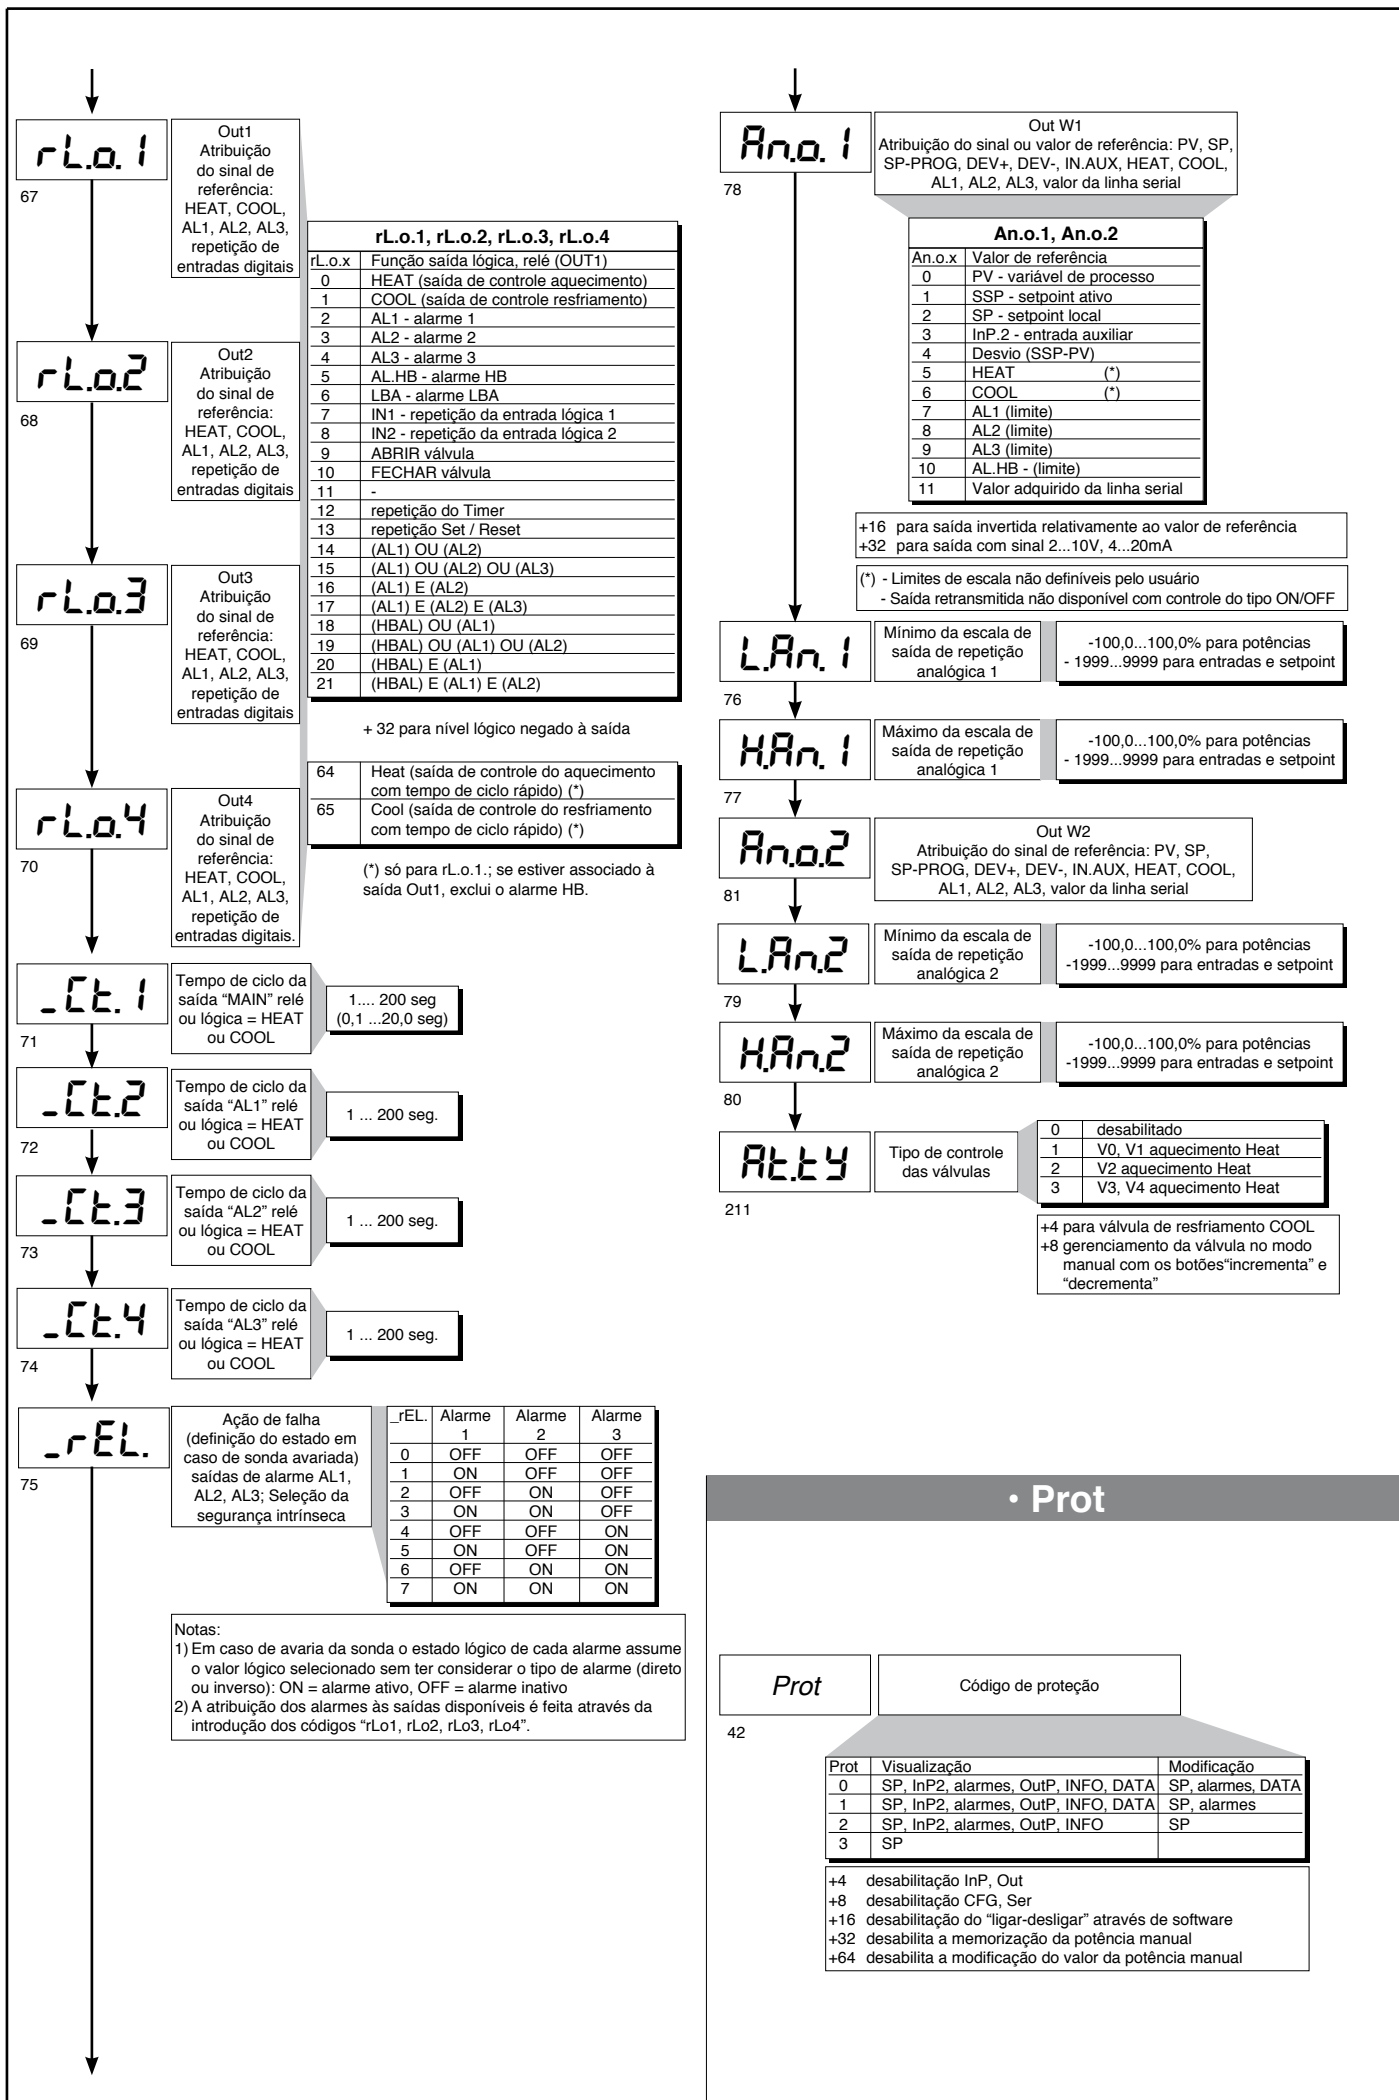 rL.o.1
67
Out1
Atribuição
do sinal de
referência:
HEAT, COOL,
AL1, AL2, AL3,
repetição de
entradas digitais
rL.o.2
68
Out2
Atribuição
do sinal de
referência:
HEAT, COOL,
AL1, AL2, AL3,
repetição de
entradas digitais
rL.o.3
69
Out3
Atribuição
do sinal de
referência:
HEAT, COOL,
AL1, AL2, AL3,
repetição de
entradas digitais
rL.o.4
70
Out4
Atribuição
do sinal de
referência:
HEAT, COOL,
AL1, AL2, AL3,
repetição de
entradas digitais.
rL.o.1, rL.o.2, rL.o.3, rL.o.4
rL.o.x Função saída lógica, relé (OUT1)
0 HEAT (saída de controle aquecimento)
1 COOL (saída de controle resfriamento)
2 AL1 - alarme 1
3 AL2 - alarme 2
4 AL3 - alarme 3
5 AL.HB - alarme HB
6 LBA - alarme LBA
7 IN1 - repetição da entrada lógica 1
8 IN2 - repetição da entrada lógica 2
9 ABRIR válvula
10 FECHAR válvula
11 -
12 repetição do Timer
13 repetição Set / Reset
14 (AL1) OU (AL2)
15 (AL1) OU (AL2) OU (AL3)
16 (AL1) E (AL2)
17 (AL1) E (AL2) E (AL3)
18 (HBAL) OU (AL1)
19 (HBAL) OU (AL1) OU (AL2)
20 (HBAL) E (AL1)
21 (HBAL) E (AL1) E (AL2)
+ 32 para nível lógico negado à saída
64 Heat (saída de controle do aquecimento
com tempo de ciclo rápido) (*)
65 Cool (saída de controle do resfriamento
com tempo de ciclo rápido) (*)
(*) só para rL.o.1.; se estiver associado à
saída Out1, exclui o alarme HB.
_Ct.1
71
Tempo de ciclo da
saída “MAIN” relé
ou lógica = HEAT
ou COOL
1.... 200 seg
(0,1 ...20,0 seg)
_Ct.2
72
Tempo de ciclo da
saída “AL1” relé
ou lógica = HEAT
ou COOL
1 ... 200 seg.
_Ct.3
73
Tempo de ciclo da
saída “AL2” relé
ou lógica = HEAT
ou COOL
1 ... 200 seg.
_Ct.4
74
Tempo de ciclo da
saída “AL3” relé
ou lógica = HEAT
ou COOL
1 ... 200 seg.
_rEL.
75
Ação de falha
(definição do estado em
caso de sonda avariada)
saídas de alarme AL1,
AL2, AL3; Seleção da
segurança intrínseca
_rEL. Alarme Alarme Alarme
1 2 3
0 OFF OFF OFF
1 ON OFF OFF
2 OFF ON OFF
3 ON ON OFF
4 OFF OFF ON
5 ON OFF ON
6 OFF ON ON
7 ON ON ON
Notas:
1) Em caso de avaria da sonda o estado lógico de cada alarme assume
o valor lógico selecionado sem ter considerar o tipo de alarme (direto
ou inverso): ON = alarme ativo, OFF = alarme inativo
2) A atribuição dos alarmes às saídas disponíveis é feita através da
introdução dos códigos “rLo1, rLo2, rLo3, rLo4”.
An.o.1
78
Out W1
Atribuição do sinal ou valor de referência: PV, SP,
SP-PROG, DEV+, DEV-, IN.AUX, HEAT, COOL,
AL1, AL2, AL3, valor da linha serial
An.o.1, An.o.2
An.o.x Valor de referência
0 PV - variável de processo
1 SSP - setpoint ativo
2 SP - setpoint local
3 InP.2 - entrada auxiliar
4 Desvio (SSP-PV)
5 HEAT (*)
6 COOL (*)
7 AL1 (limite)
8 AL2 (limite)
9 AL3 (limite)
10 AL.HB - (limite)
11 Valor adquirido da linha serial
+16 para saída invertida relativamente ao valor de referência
+32 para saída com sinal 2...10V, 4...20mA
(*) - Limites de escala não definíveis pelo usuário
- Saída retransmitida não disponível com controle do tipo ON/OFF
L.An.1
76
Mínimo da escala de
saída de repetição
analógica 1
-100,0...100,0% para potências
- 1999...9999 para entradas e setpoint
H.An.1
77
Máximo da escala de
saída de repetição
analógica 1
-100,0...100,0% para potências
- 1999...9999 para entradas e setpoint
An.o.2
81
Out W2
Atribuição do sinal de referência: PV, SP,
SP-PROG, DEV+, DEV-, IN.AUX, HEAT, COOL,
AL1, AL2, AL3, valor da linha serial
L.An.2
79
Mínimo da escala de
saída de repetição
analógica 2
-100,0...100,0% para potências
-1999...9999 para entradas e setpoint
H.An.2
80
Máximo da escala de
saída de repetição
analógica 2
-100,0...100,0% para potências
-1999...9999 para entradas e setpoint
At.tY
211
Tipo de controle
das válvulas
0 desabilitado
1 V0, V1 aquecimento Heat
2 V2 aquecimento Heat
3 V3, V4 aquecimento Heat
+4 para válvula de resfriamento COOL
+8 gerenciamento da válvula no modo
manual com os botões“incrementa” e
“decrementa”
• Prot
Prot
42
Código de proteção
Prot Visualização Modificação
0 SP, InP2, alarmes, OutP, INFO, DATA SP, alarmes, DATA
1 SP, InP2, alarmes, OutP, INFO, DATA SP, alarmes
2 SP, InP2, alarmes, OutP, INFO SP
3 SP
+4 desabilitação InP, Out
+8 desabilitação CFG, Ser
+16 desabilitação do “ligar-desligar” através de software
+32 desabilita a memorização da potência manual
+64 desabilita a modificação do valor da potência manual